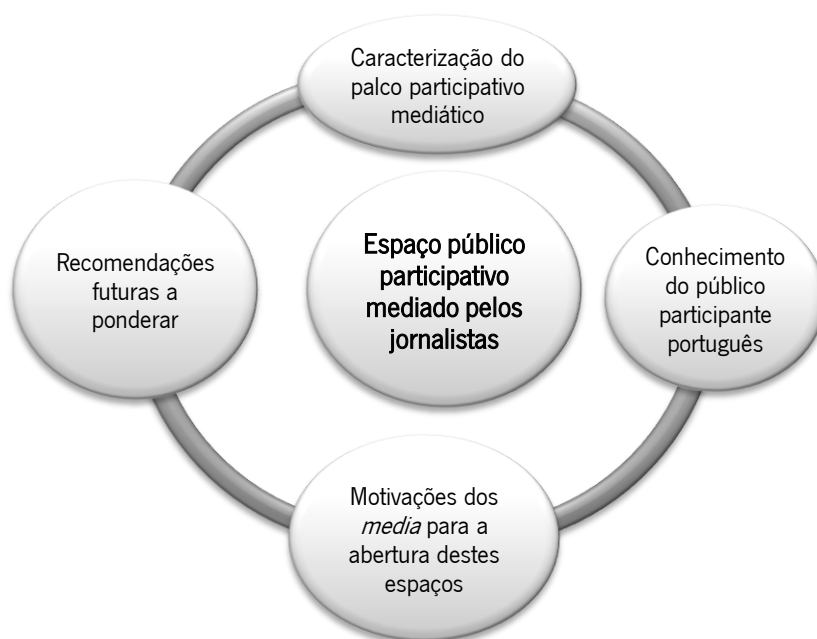 Caracterização do
palco participativo
mediático
Espaço público
participativo
mediado pelos
jornalistas
Conhecimento
do público
participante
português
Motivações dos
media para a
abertura destes
espaços
Recomendações
futuras a
ponderar